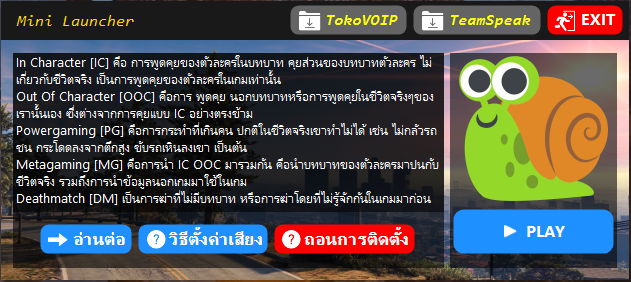 Mini Launcher
TokoVOIP
TeamSpeak
EXIT
In Character [IC] คือ การพูดคุยของตัวละครในบทบาท คุยส่วนของบทบาทตัวละคร ไม่
เกี่ยวกับชีวิตจริง เป็นการพูดคุยของตัวละครในเกมเท่านั้น
Out Of Character [OOC] คือการ พูดคุย นอกบทบาทหรือการพูดคุยในชีวิตจริงๆของ
เรานั้นเอง ซึ่งต่างจากการคุยแบบ IC อย่างตรงข้าม
Powergaming [PG] คือการกระทำที่เกินคน ปกติในชีวิตจริงเขาทำไม่ได้ เช่น ไม่กลัวรถ
ชน กระโดดลงจากตึกสูง ขับรถเหินลงเขา เป็นต้น
Metagaming [MG] คือการนำ IC OOC มารวมกัน คือนำบทบาทของตัวละครมาปนกับ
ชีวิตจริง รวมถึงการนำข้อมูลนอกเกมมาใช้ในเกม
Deathmatch [DM] เป็นการฆ่าที่ไม่มีบทบาท หรือการฆ่าโดยที่ไม่รู้จักกันในเกมมาก่อน
อ่านต่อ
วิธีตั้งค่าเสียง
ถอนการติดตั้ง
PLAY